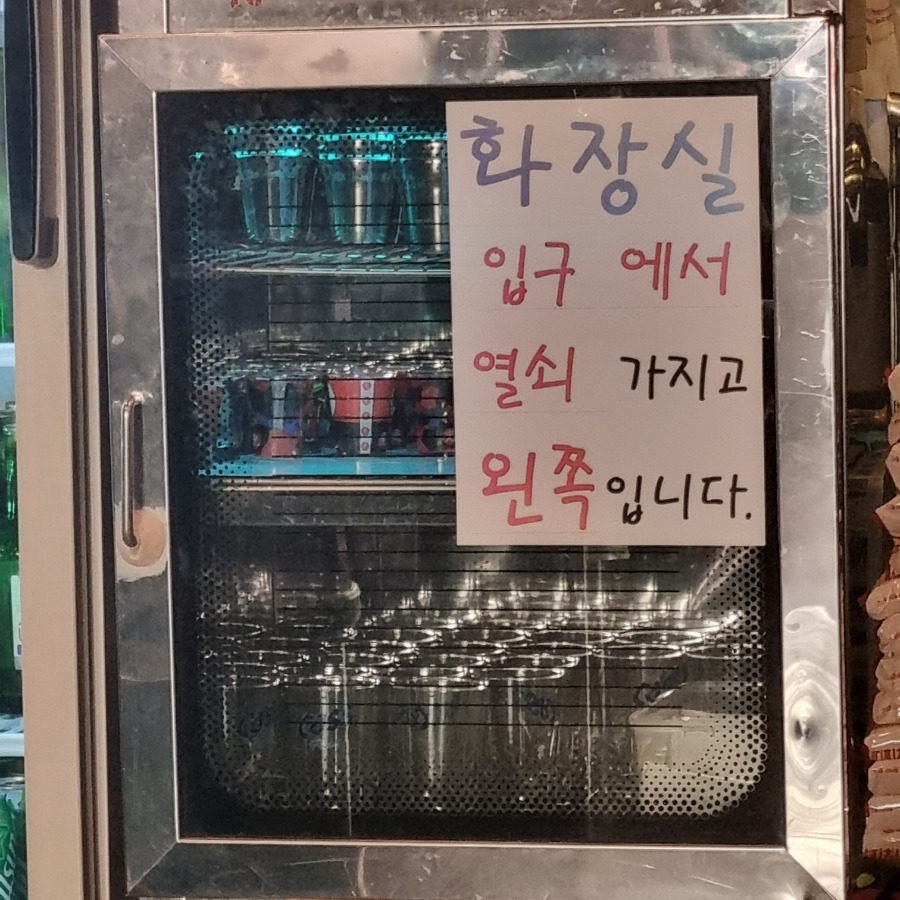 화장실
입구 에서
열쇠 가지고
왼쪽입니다.